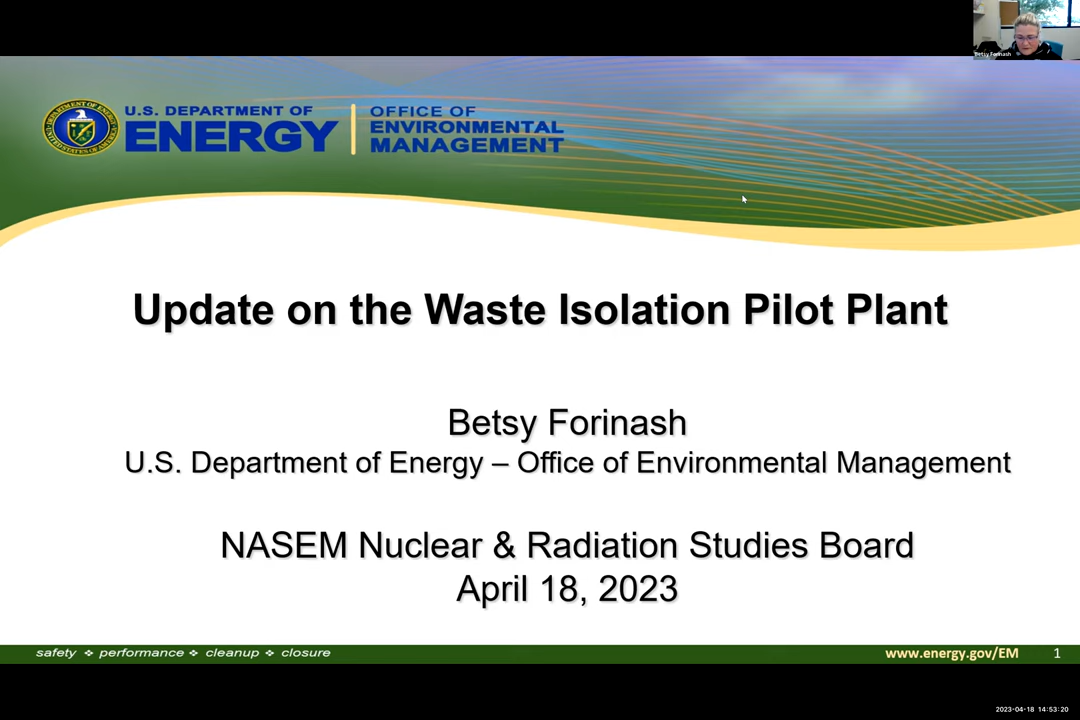 Betsy Forinash
U.S. DEPARTMENT OF
ENERGY
OFFICE OF
ENVIRONMENTAL
MANAGEMENT
Update on the Waste Isolation Pilot Plant
Betsy Forinash
U.S. Department of Energy – Office of Environmental Management
NASEM Nuclear & Radiation Studies Board
April 18, 2023
safety ❖ performance ❖ cleanup ❖ closure
www.energy.gov/EM 1
2023-04-18 14:53:20